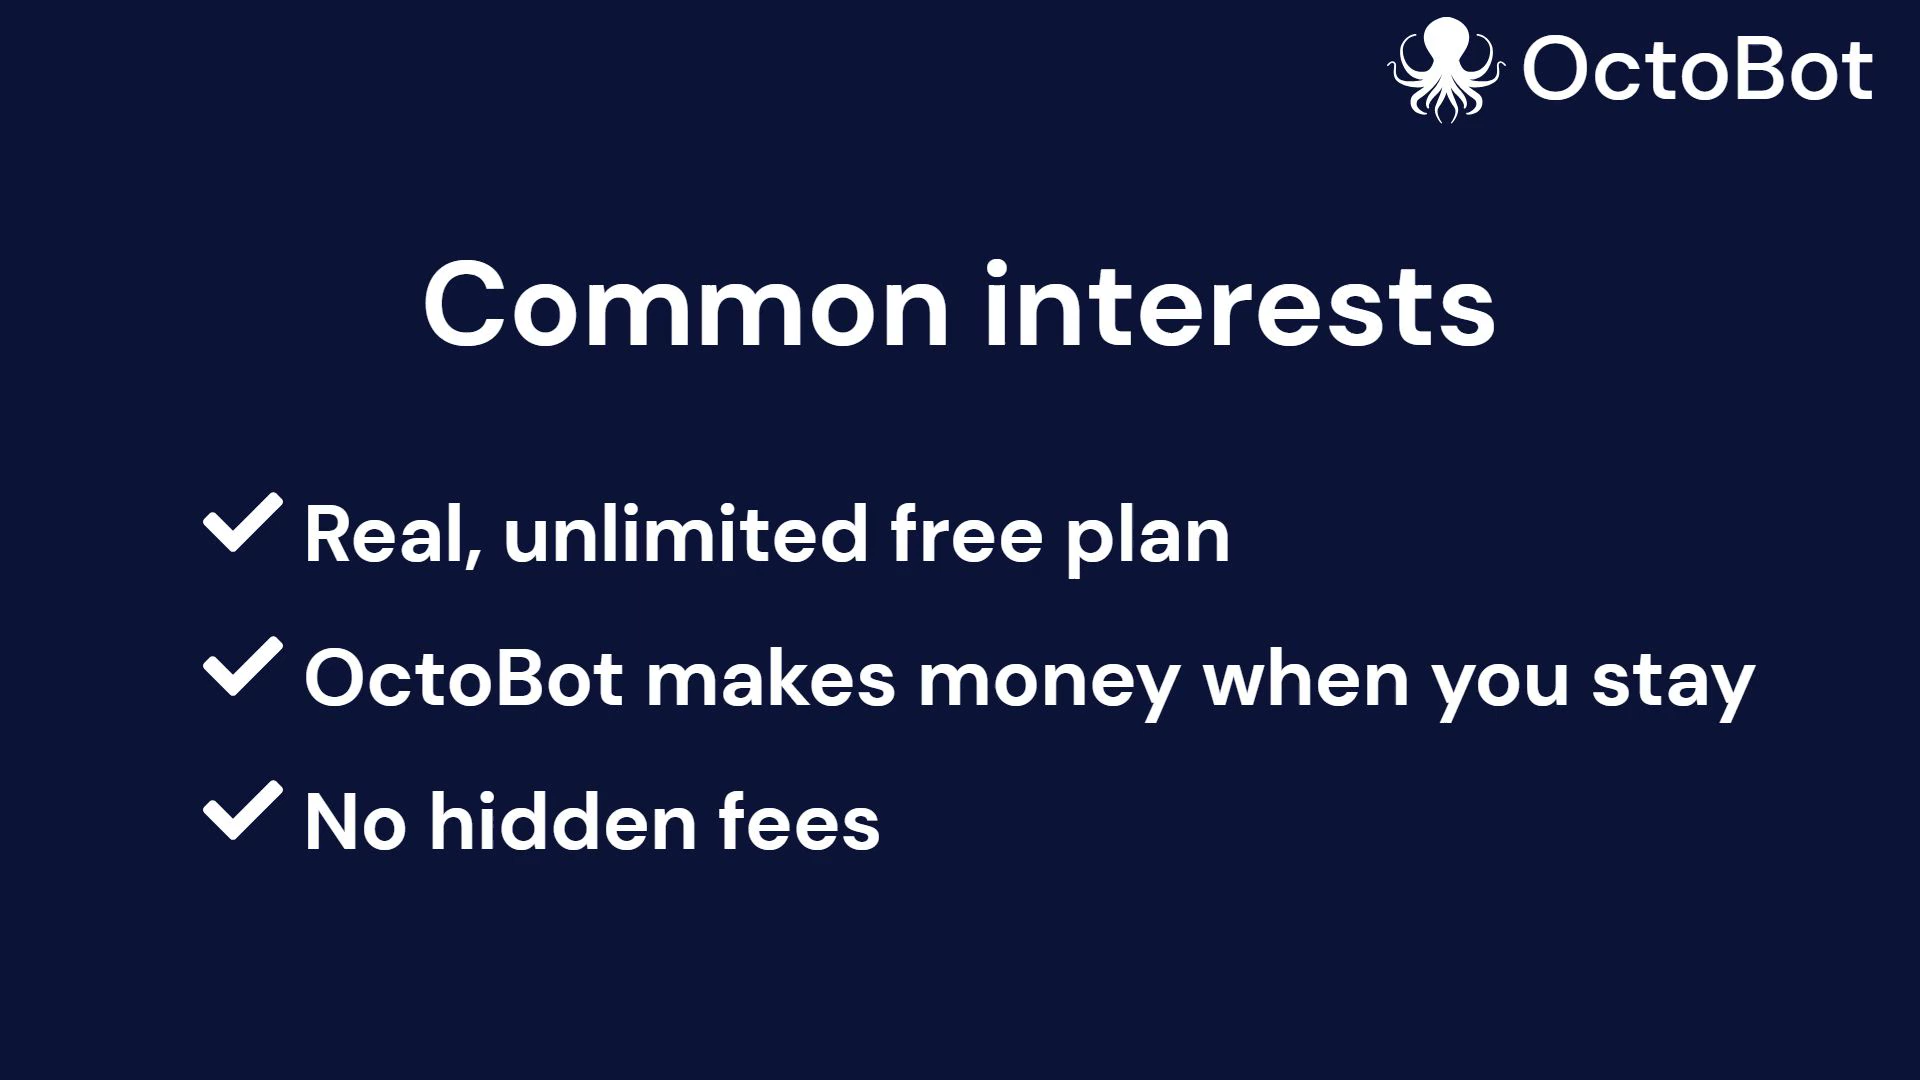 OctoBot
Common interests
Real, unlimited free plan
OctoBot makes money when you stay
No hidden fees